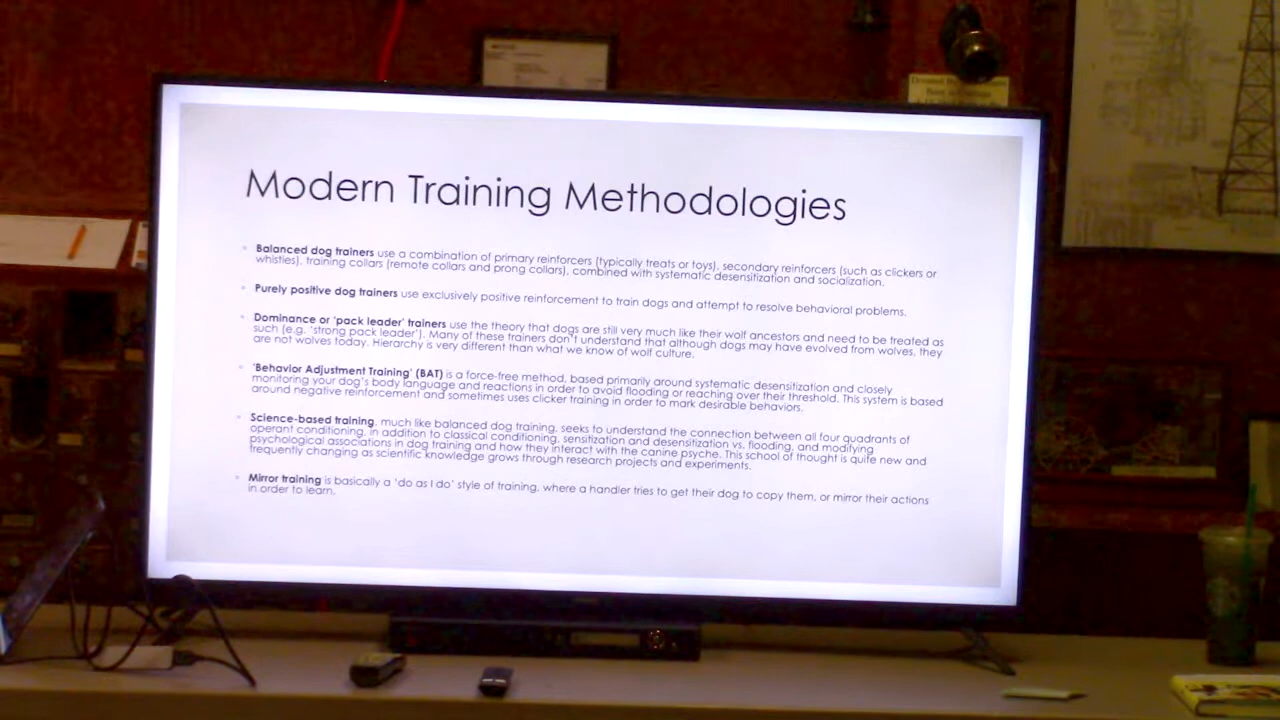 Modern Training Methodologies
Balanced dog trainers use a combination of primary reinforcers (typically treats or toys), secondary reinforcers (such as clickers or
whistles), training collars (remote collars and prong collars), combined with systematic desensitization and socialization.
Purely positive dog trainers use exclusively positive reinforcement to train dogs and attempt to resolve behavioral problems.
Dominance or 'pack leader' trainers use the theory that dogs are still very much like their wolf ancestors and need to be treated as
such (e.g. 'strong pack leader'). Many of these trainers don't understand that although dogs may have evolved from wolves, they
are not wolves today. Hierarchy is very different than what we know of wolf culture.
'Behavior Adjustment Training' (BAT) is a force-free method, based primarily around systematic desensitization and closely
monitoring your dog's body language and reactions in order to avoid flooding or reaching over their threshold. This system is based
around negative reinforcement and sometimes uses clicker training in order to mark desirable behaviors.
Science-based training, much like balanced dog training, seeks to understand the connection between all four quadrants of
operant conditioning, in addition to classical conditioning, sensitization and desensitization vs. flooding, and modifying
psychological associations in dog training and how they interact with the canine psyche. This school of thought is quite new and
frequently changing as scientific knowledge grows through research projects and experiments.
Mirror training is basically a 'do as I do' style of training, where a handler tries to get their dog to copy them, or mirror their actions
in order to learn.